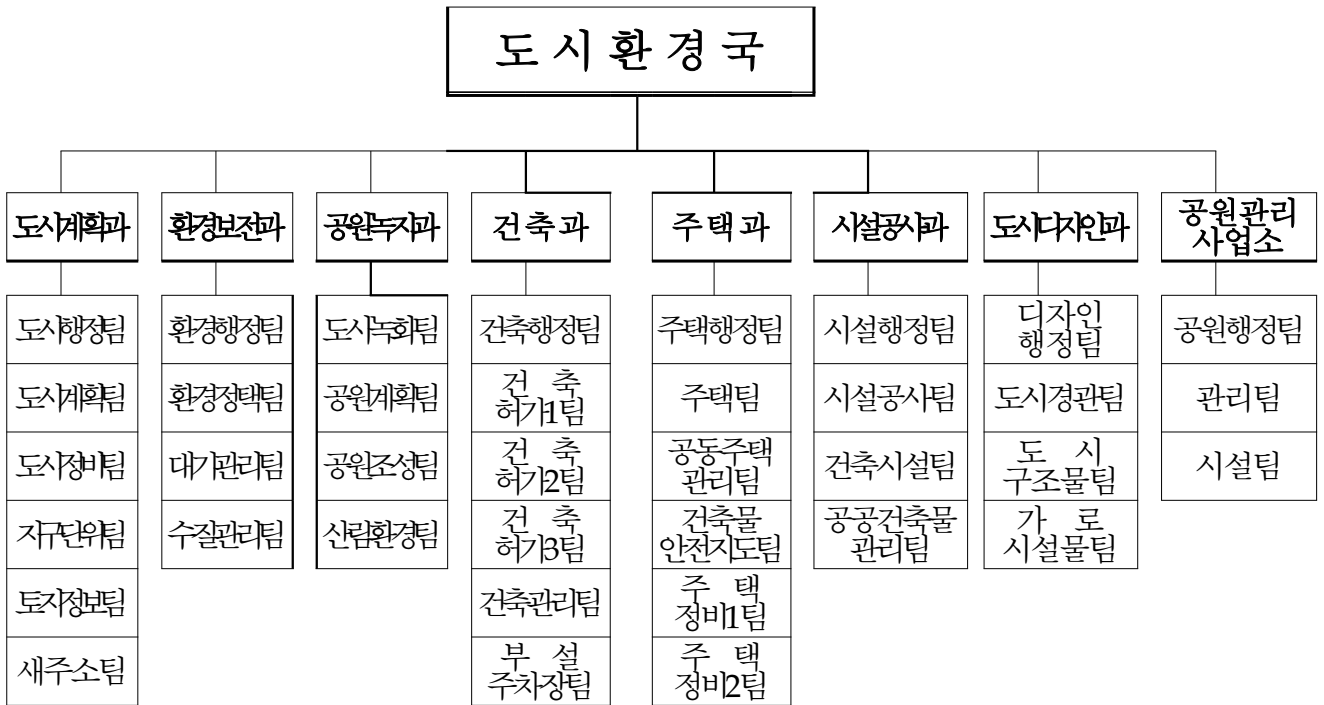 도시환경국
도시계획과
환경보전과
공원녹지과
건축과
주택과
시설공사과
도시디자인과
공원관리
사업소
도시행정팀
도시계획팀
도시정비팀
지구단위팀
토지정보팀
새주소팀
환경행정팀
환경정택팀
대기관리팀
수질관리팀
도시녹화팀
공원계획팀
공원조성팀
산림환경팀
건축행정팀
건 축
허가1팀
건 축
허가2팀
건 축
허가3팀
건축관리팀
부 설
주차장팀
주택행정팀
주택팀
공동주택
관리팀
건축물
안전지도팀
주 택
정비1팀
주 택
정비2팀
시설행정팀
시설공사팀
건축시설팀
공공건축물
관리팀
디자인
행정팀
도시경관팀
도 시
구조물팀
가 로
시설물팀
공원행정팀
관리팀
시설팀